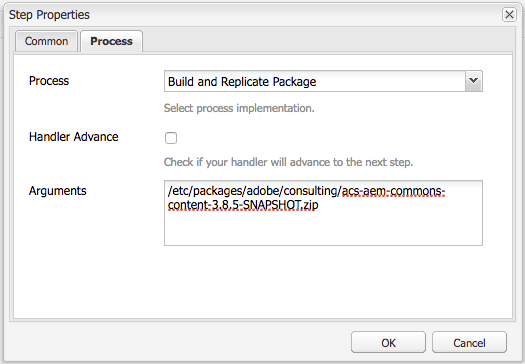 Step Properties
Common
Process
Process
Build and Replicate Package
Select process implementation.
Handler Advance
Check if your handler will advance to the next step.
Arguments
/etc/packages/adobe/consulting/acs-aem-commons-
content-3.8.5-SNAPSHOT.zip
OK
Cancel